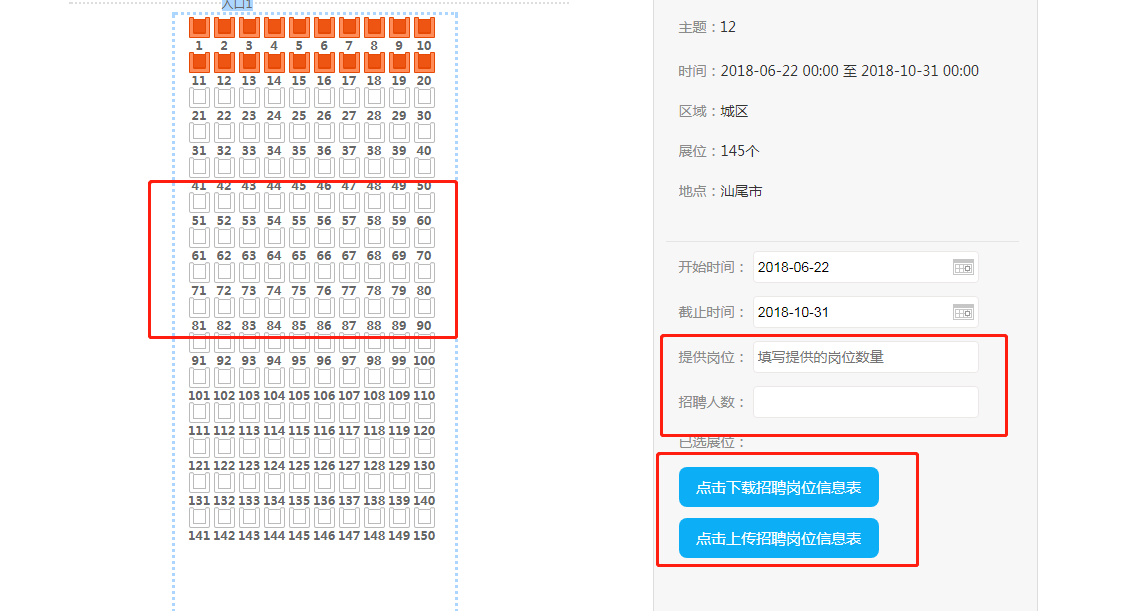 入口1
1 2 3 4 5 6 7 8 9 10
11 12 13 14 15 16 17 18 19 20
21 22 23 24 25 26 27 28 29 30
31 32 33 34 35 36 37 38 39 40
41 42 43 44 45 46 47 48 49 50
51 52 53 54 55 56 57 58 59 60
61 62 63 64 65 66 67 68 69 70
71 72 73 74 75 76 77 78 79 80
81 82 83 84 85 86 87 88 89 90
91 92 93 94 95 96 97 98 99 100
101 102 103 104 105 106 107 108 109 110
111 112 113 114 115 116 117 118 119 120
121 122 123 124 125 126 127 128 129 130
131 132 133 134 135 136 137 138 139 140
141 142 143 144 145 146 147 148 149 150
主题：12
时间：2018-06-22 00:00 至 2018-10-31 00:00
区域：城区
展位：145个
地点：汕尾市
开始时间： 2018-06-22
截止时间： 2018-10-31
提供岗位： 填写提供的岗位数量
招聘人数：
已选展位：
点击下载招聘岗位信息表
点击上传招聘岗位信息表